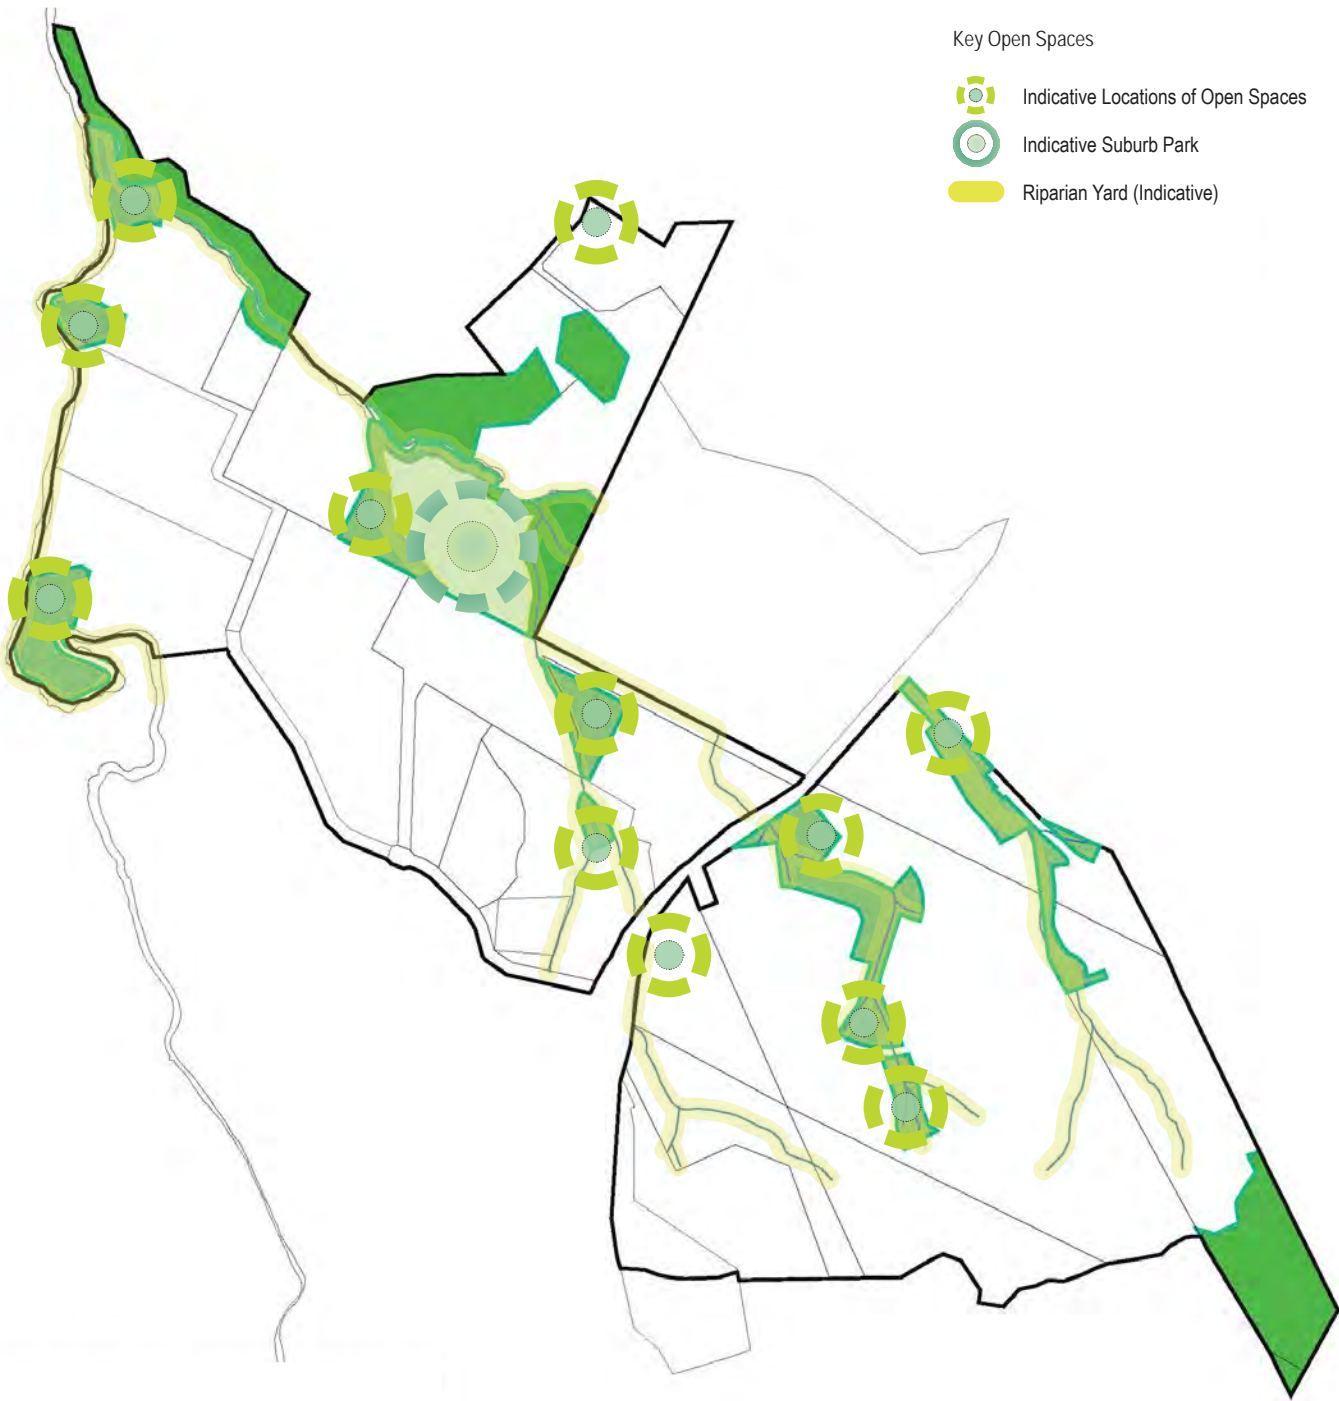 Key Open Spaces
Indicative Locations of Open Spaces
Indicative Suburb Park
Riparian Yard (Indicative)